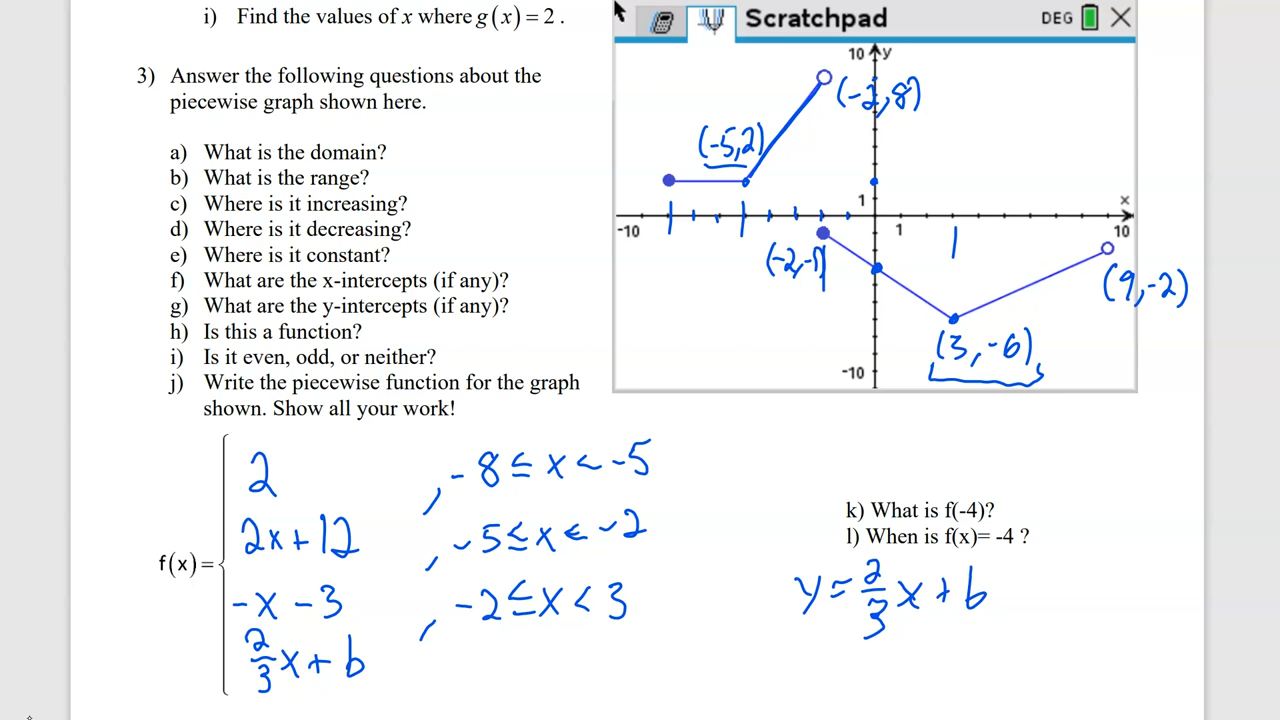 i) Find the values of x where g(x) = 2 .
3) Answer the following questions about the
piecewise graph shown here.
a) What is the domain?
b) What is the range?
c) Where is it increasing?
d) Where is it decreasing?
e) Where is it constant?
f) What are the x-intercepts (if any)?
g) What are the y-intercepts (if any)?
h) Is this a function?
i) Is it even, odd, or neither?
j) Write the piecewise function for the graph
shown. Show all your work!
Scratchpad DEG
10 y
(-2,8)
(-5,2)
1
x
-10
1
10
(-2,-1)
(9,-2)
(3,-6)
-10
f(x)=
2 , -8 ≤ x < -5
2x+12 , -5 ≤ x < -2
-x - 3 , -2 ≤ x < 3
2/3 x + b
k) What is f(-4)?
l) When is f(x)= -4 ?
y = 2/3 x + b